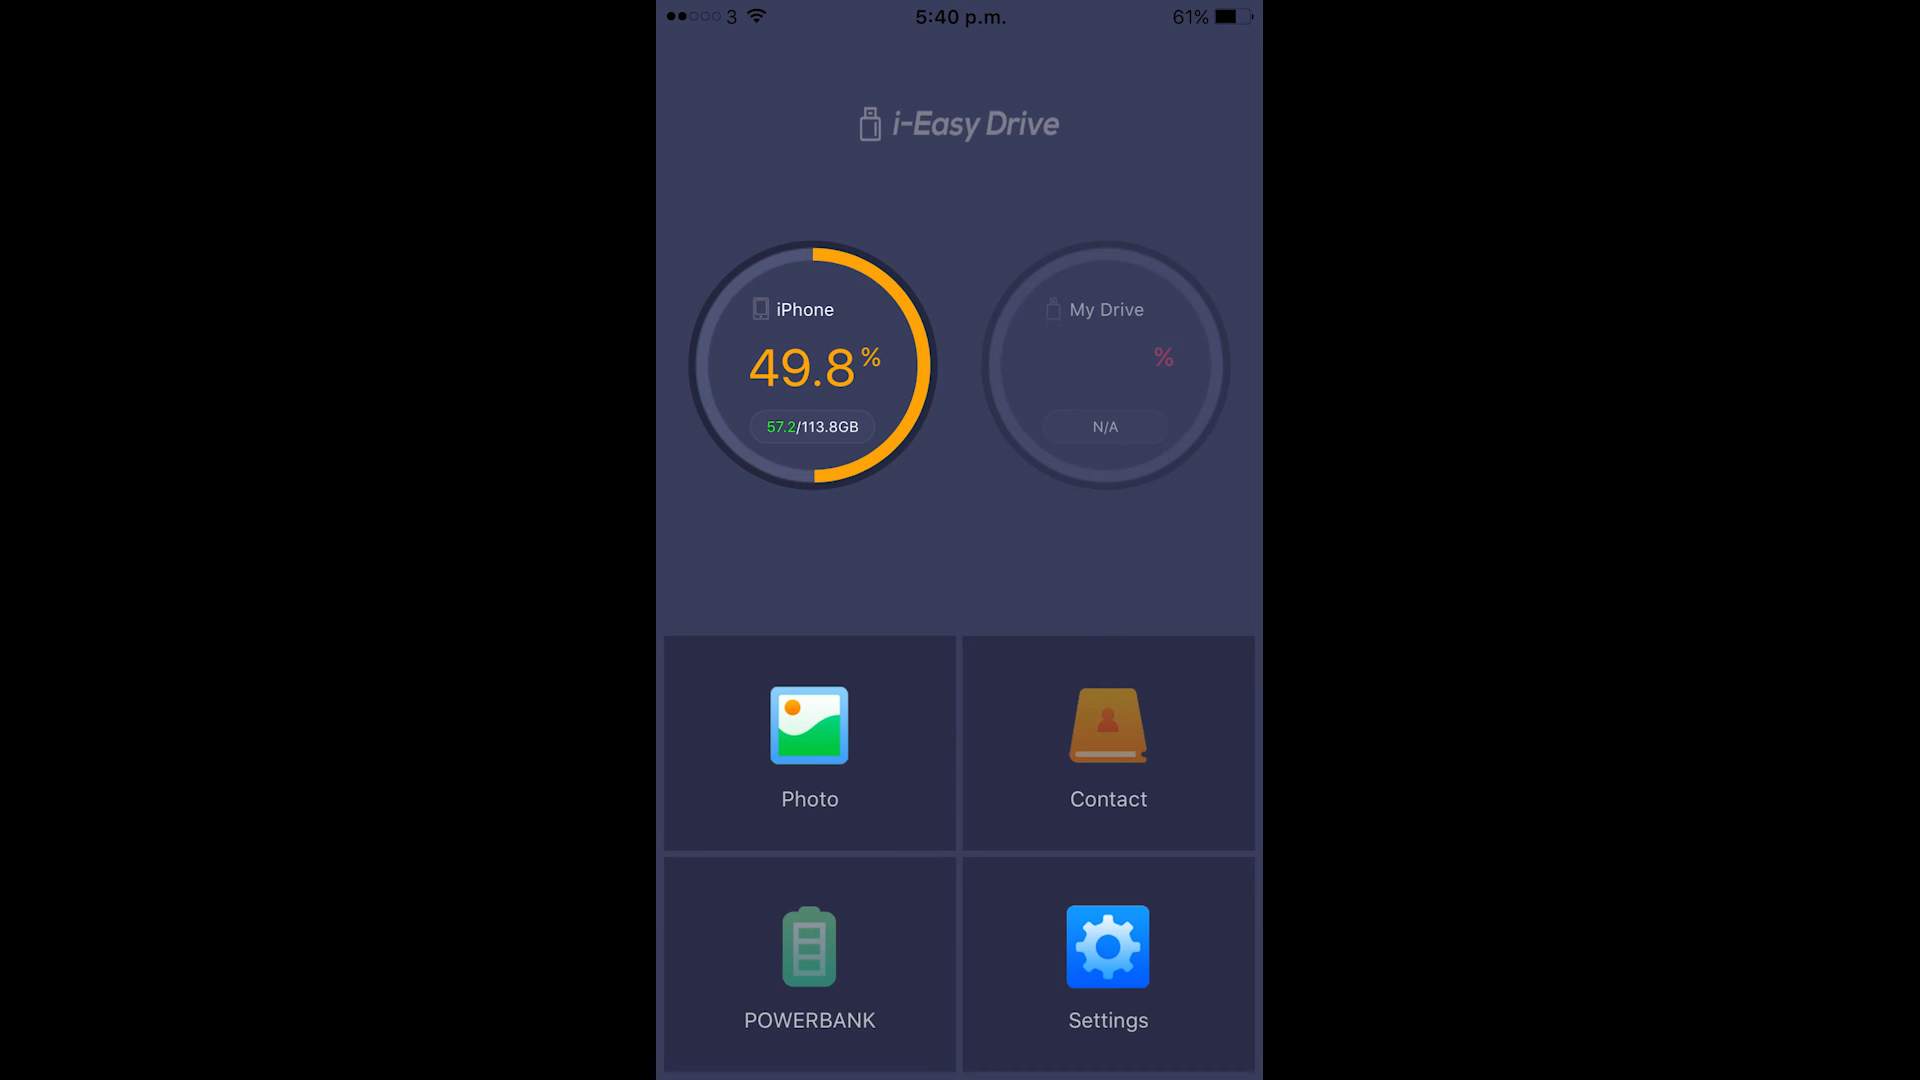 3 5:40 p.m. 61%
i-Easy Drive
iPhone
49.8%
57.2/113.8GB
My Drive
%
N/A
Photo
Contact
POWERBANK
Settings